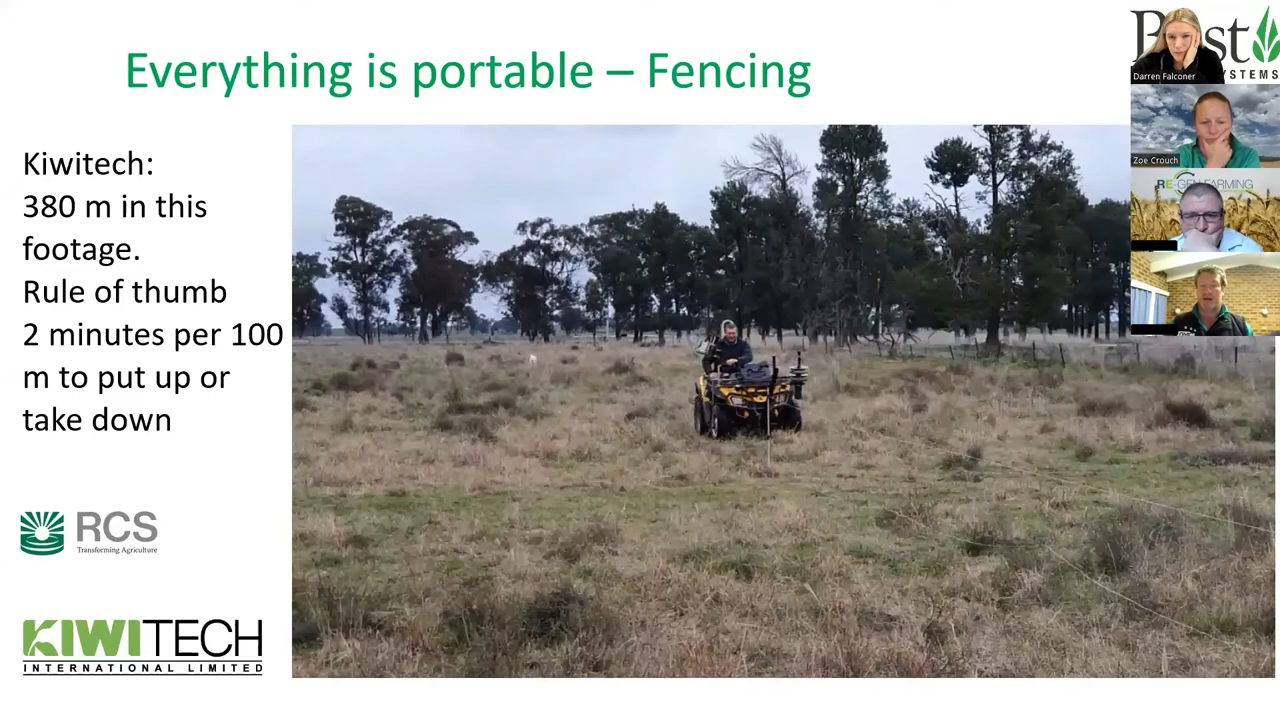 Everything is portable – Fencing
Kiwitech:
380 m in this
footage.
Rule of thumb
2 minutes per 100
m to put up or
take down
RCS
Transforming Agriculture
KIWITECH
INTERNATIONAL LIMITED
Darren Falconer
Zoe Crouch